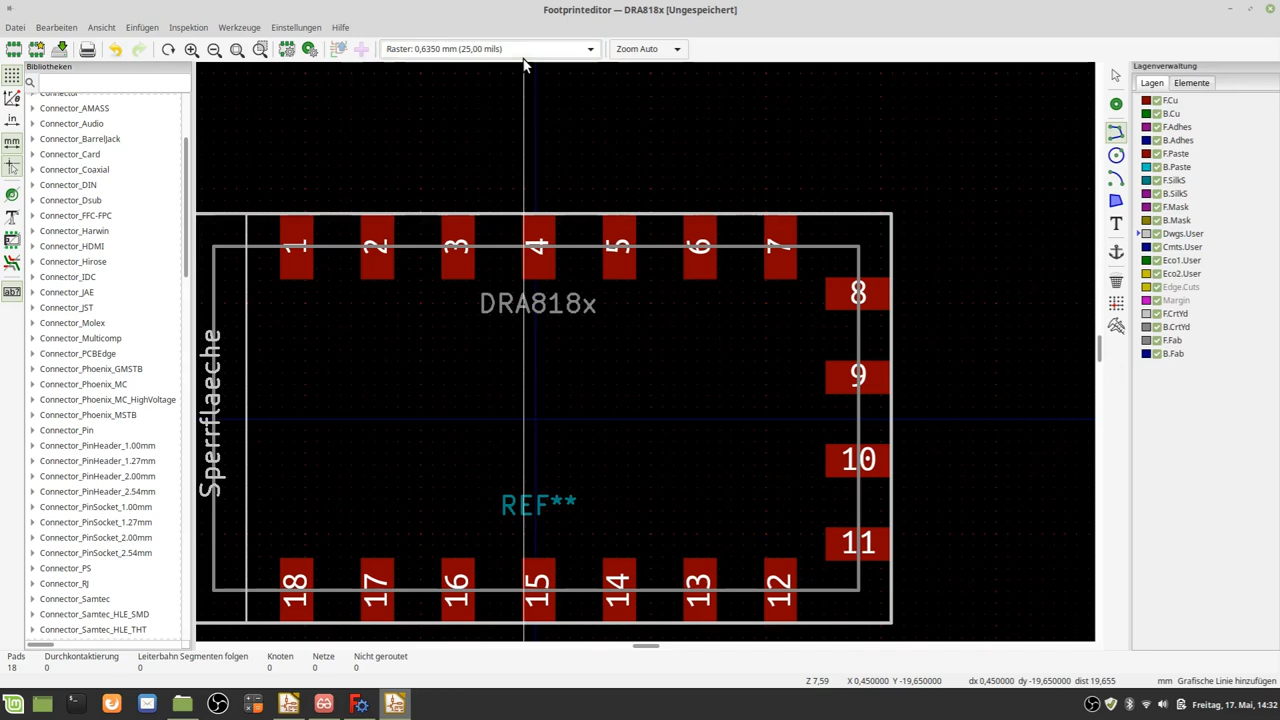 Footprinteditor — DRA818x [Ungespeichert]
Datei Bearbeiten Ansicht Einfügen Inspektion Werkzeuge Einstellungen Hilfe
Raster: 0,6350 mm (25,00 mils) Zoom Auto
Bibliotheken
Connector
Connector_AMASS
Connector_Audio
Connector_BarrelJack
Connector_Card
Connector_Coaxial
Connector_DIN
Connector_Dsub
Connector_FFC-FPC
Connector_Harwin
Connector_HDMI
Connector_Hirose
Connector_IDC
Connector_JAE
Connector_JST
Connector_Molex
Connector_Multicomp
Connector_PCBEdge
Connector_Phoenix_GMSTB
Connector_Phoenix_MC
Connector_Phoenix_MC_HighVoltage
Connector_Phoenix_MSTB
Connector_Pin
Connector_PinHeader_1.00mm
Connector_PinHeader_1.27mm
Connector_PinHeader_2.00mm
Connector_PinHeader_2.54mm
Connector_PinSocket_1.00mm
Connector_PinSocket_1.27mm
Connector_PinSocket_2.00mm
Connector_PinSocket_2.54mm
Connector_PS
Connector_RJ
Connector_Samtec
Connector_Samtec_HLE_SMD
Connector_Samtec_HLE_THT
in
mm
1 2 3 4 5 6 7
8
DRA818x
9
Sperrflaeche
10
REF**
11
18 17 16 15 14 13 12
Lagenverwaltung
Lagen Elemente
F.Cu
B.Cu
F.Adhes
B.Adhes
F.Paste
B.Paste
F.SilkS
B.SilkS
F.Mask
B.Mask
Dwgs.User
Cmts.User
Eco1.User
Eco2.User
Edge.Cuts
Margin
F.CrtYd
B.CrtYd
F.Fab
B.Fab
Pads Durchkontaktierung Leiterbahn Segmenten folgen Knoten Netze Nicht geroutet
18 0 0 0 0 0
Z 7,59 X 0,450000 Y -19,650000 dx 0,450000 dy -19,650000 dist 19,655 mm Grafische Linie hinzufügen
Freitag, 17. Mai, 14:32